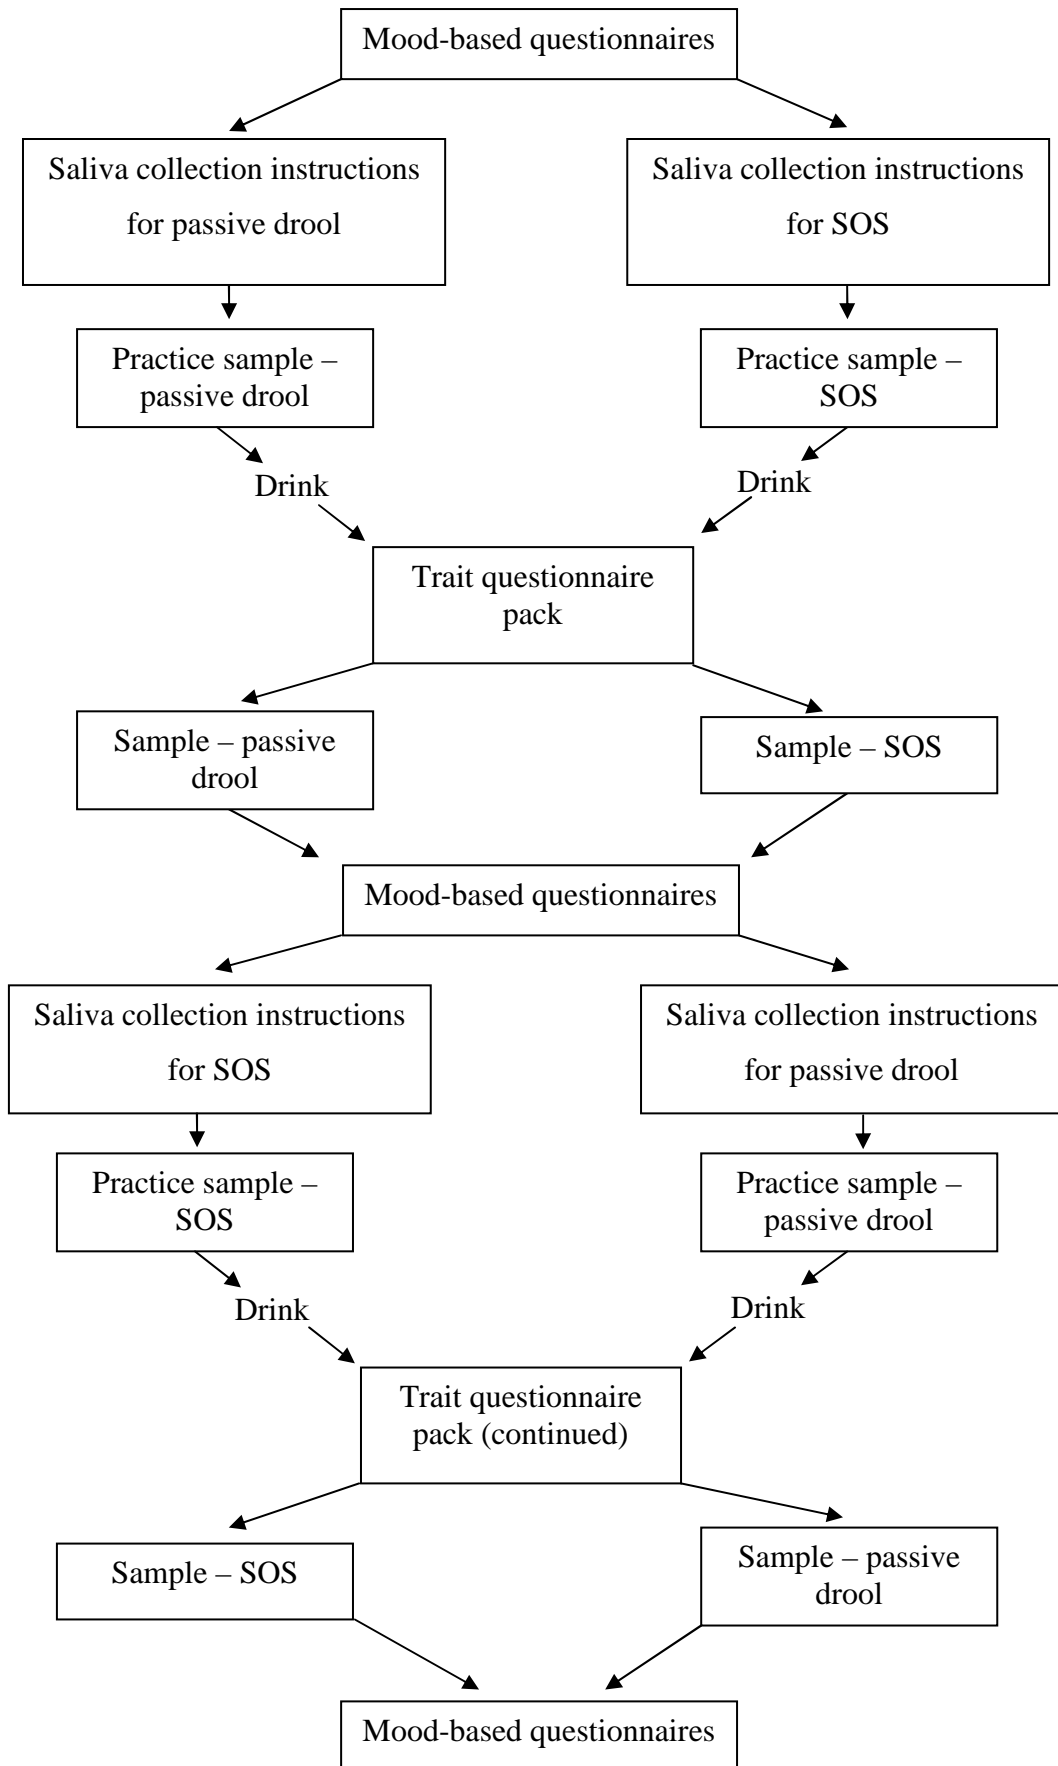 Mood-based questionnaires
Saliva collection instructions
for passive drool
Saliva collection instructions
for SOS
Practice sample –
passive drool
Practice sample –
SOS
Drink
Drink
Trait questionnaire
pack
Sample – passive
drool
Sample – SOS
Mood-based questionnaires
Saliva collection instructions
for SOS
Saliva collection instructions
for passive drool
Practice sample –
SOS
Practice sample –
passive drool
Drink
Drink
Trait questionnaire
pack (continued)
Sample – SOS
Sample – passive
drool
Mood-based questionnaires